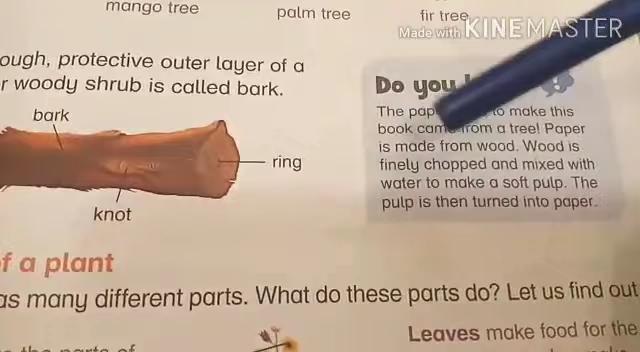 mango tree
palm tree
fir tree
Made with KINEMASTER
ough, protective outer layer of a
r woody shrub is called bark.
bark
ring
knot
Do you
The pap to make this
book came from a tree! Paper
is made from wood. Wood is
finely chopped and mixed with
water to make a soft pulp. The
pulp is then turned into paper.
f a plant
as many different parts. What do these parts do? Let us find out
Leaves make food for the
the parts of